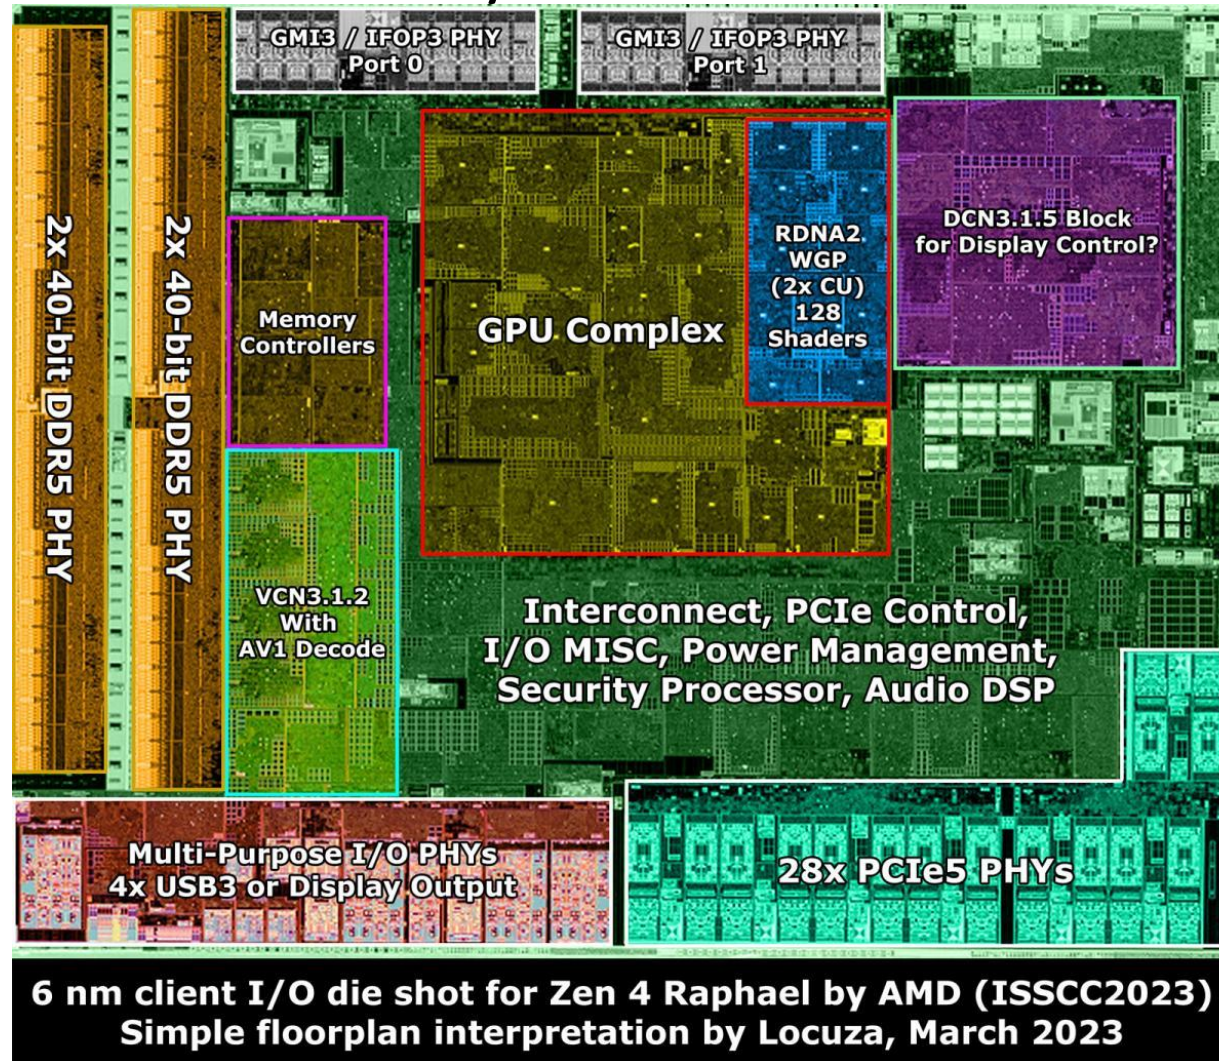 GMI3 / IFOP3 PHY
Port 0
GMI3 / IFOP3 PHY
Port 1
2x 40-bit DDR5 PHY
2x 40-bit DDR5 PHY
Memory
Controllers
GPU Complex
RDNA2
WGP
(2x CU)
128
Shaders
DCN3.1.5 Block
for Display Control?
VCN3.1.2
With
AV1 Decode
Interconnect, PCIe Control,
I/O MISC, Power Management,
Security Processor, Audio DSP
Multi-Purpose I/O PHYs
4x USB3 or Display Output
28x PCIe5 PHYs
6 nm client I/O die shot for Zen 4 Raphael by AMD (ISSCC2023)
Simple floorplan interpretation by Locuza, March 2023